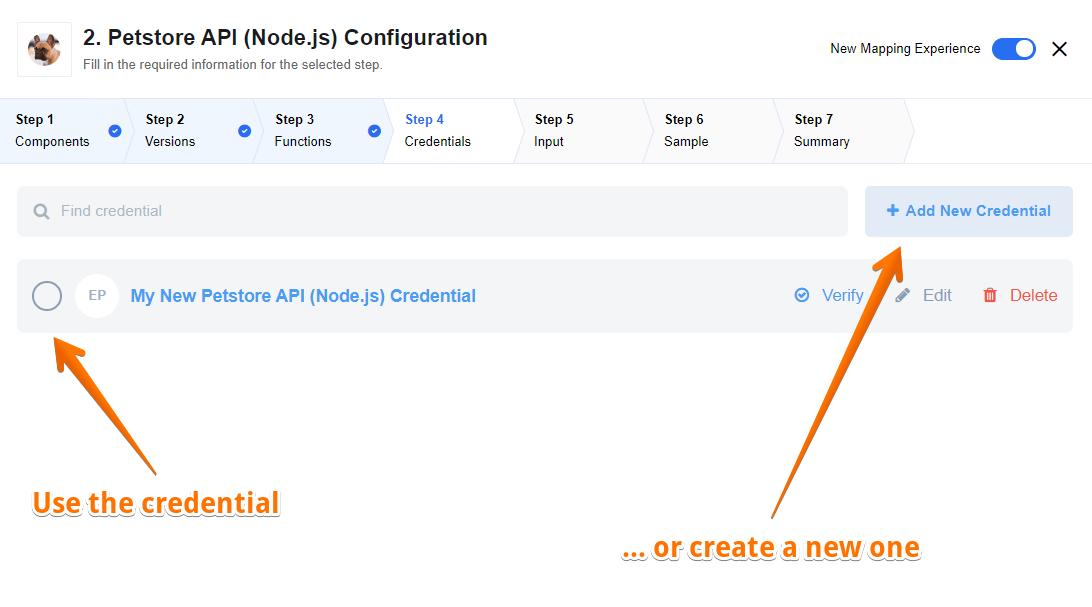 2. Petstore API (Node.js) Configuration
Fill in the required information for the selected step.
New Mapping Experience
Step 1
Components
Step 2
Versions
Step 3
Functions
Step 4
Credentials
Step 5
Input
Step 6
Sample
Step 7
Summary
Find credential
+ Add New Credential
EP
My New Petstore API (Node.js) Credential
Verify
Edit
Delete
Use the credential
... or create a new one